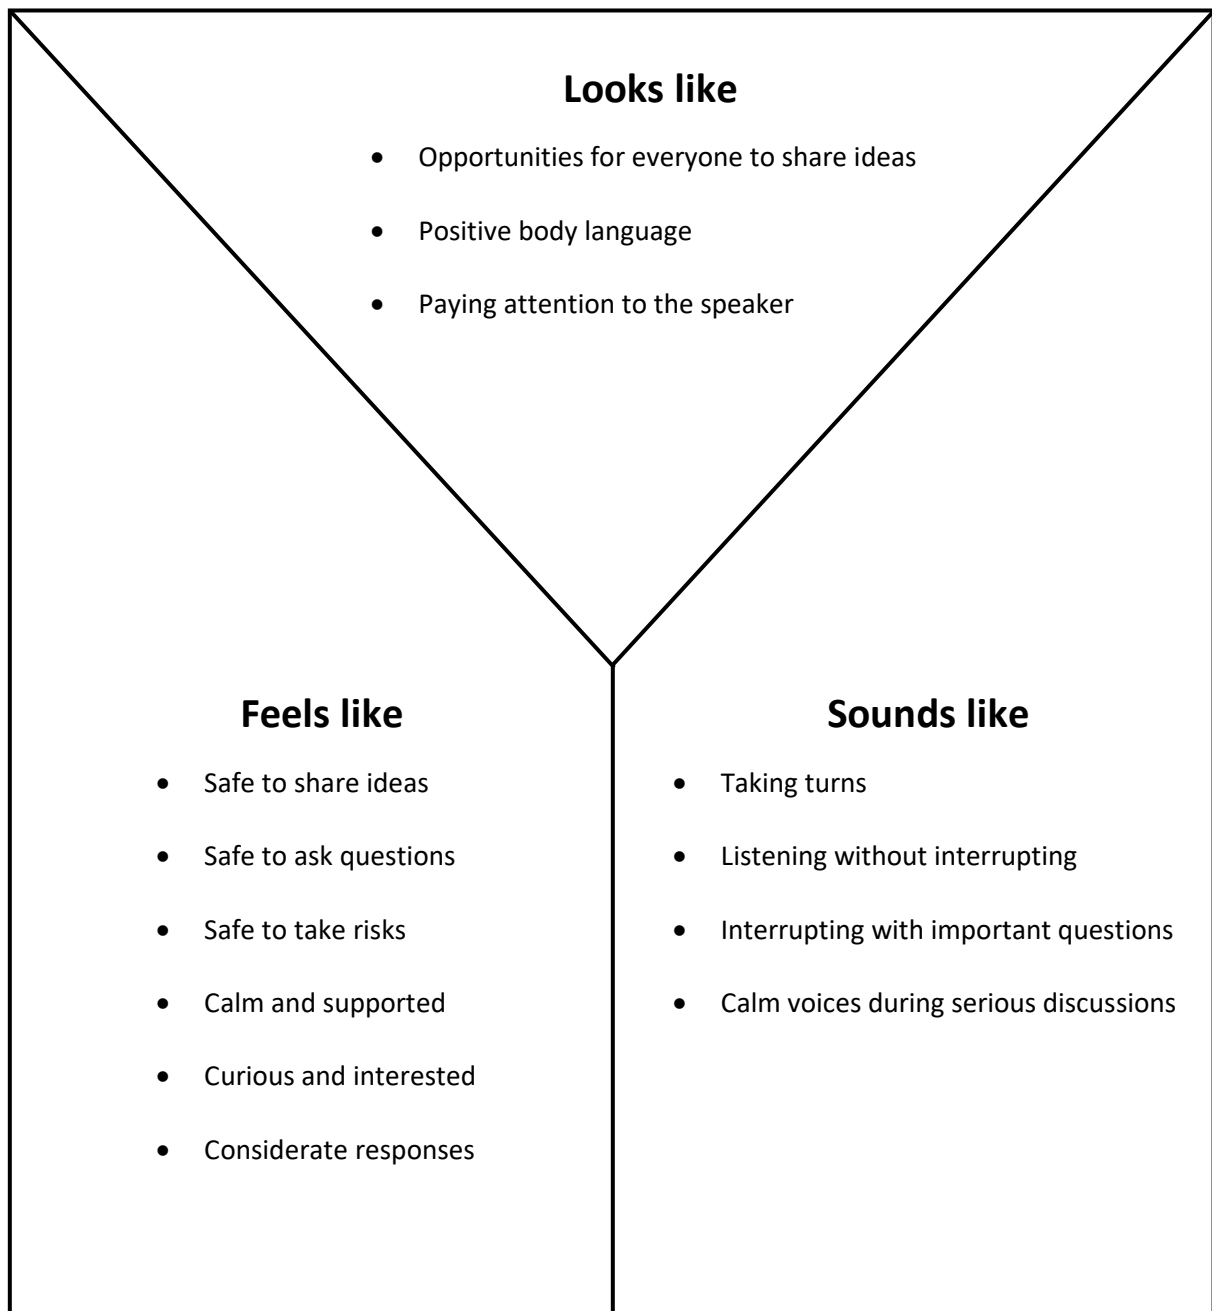 Looks like
• Opportunities for everyone to share ideas
• Positive body language
• Paying attention to the speaker
Feels like
• Safe to share ideas
• Safe to ask questions
• Safe to take risks
• Calm and supported
• Curious and interested
• Considerate responses
Sounds like
• Taking turns
• Listening without interrupting
• Interrupting with important questions
• Calm voices during serious discussions